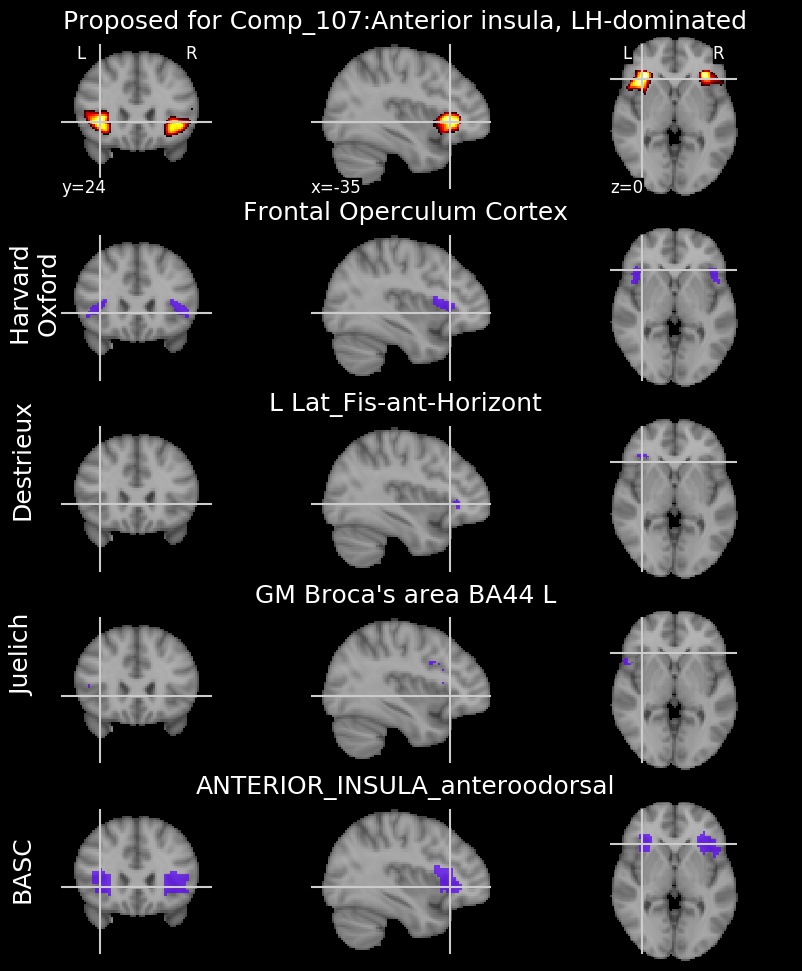 Proposed for Comp_107:Anterior insula, LH-dominated
L R L R
y=24 x=-35 z=0
Frontal Operculum Cortex
Harvard
Oxford
L Lat_Fis-ant-Horizont
Destrieux
GM Broca's area BA44 L
Juelich
ANTERIOR_INSULA_anteroodorsal
BASC